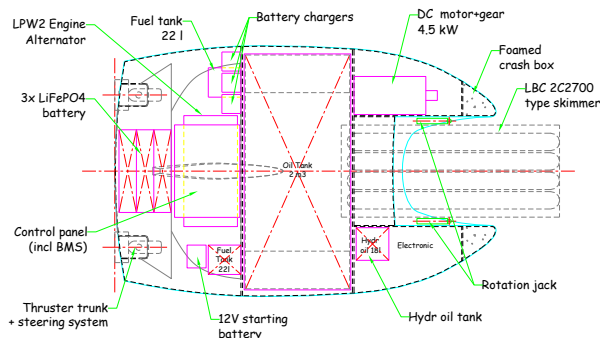 LPW2 Engine
Alternator
Fuel tank
22 l
Battery chargers
DC motor+gear
4.5 kW
Foamed
crash box
LBC 2C2700
type skimmer
3x LiFePO4
battery
Oil Tank
2 m3
Control panel
(incl BMS)
Fuel
Tank
22l
Hydr
oil 18l
Electronic
Rotation jack
Thruster trunk
+ steering system
12V starting
battery
Hydr oil tank